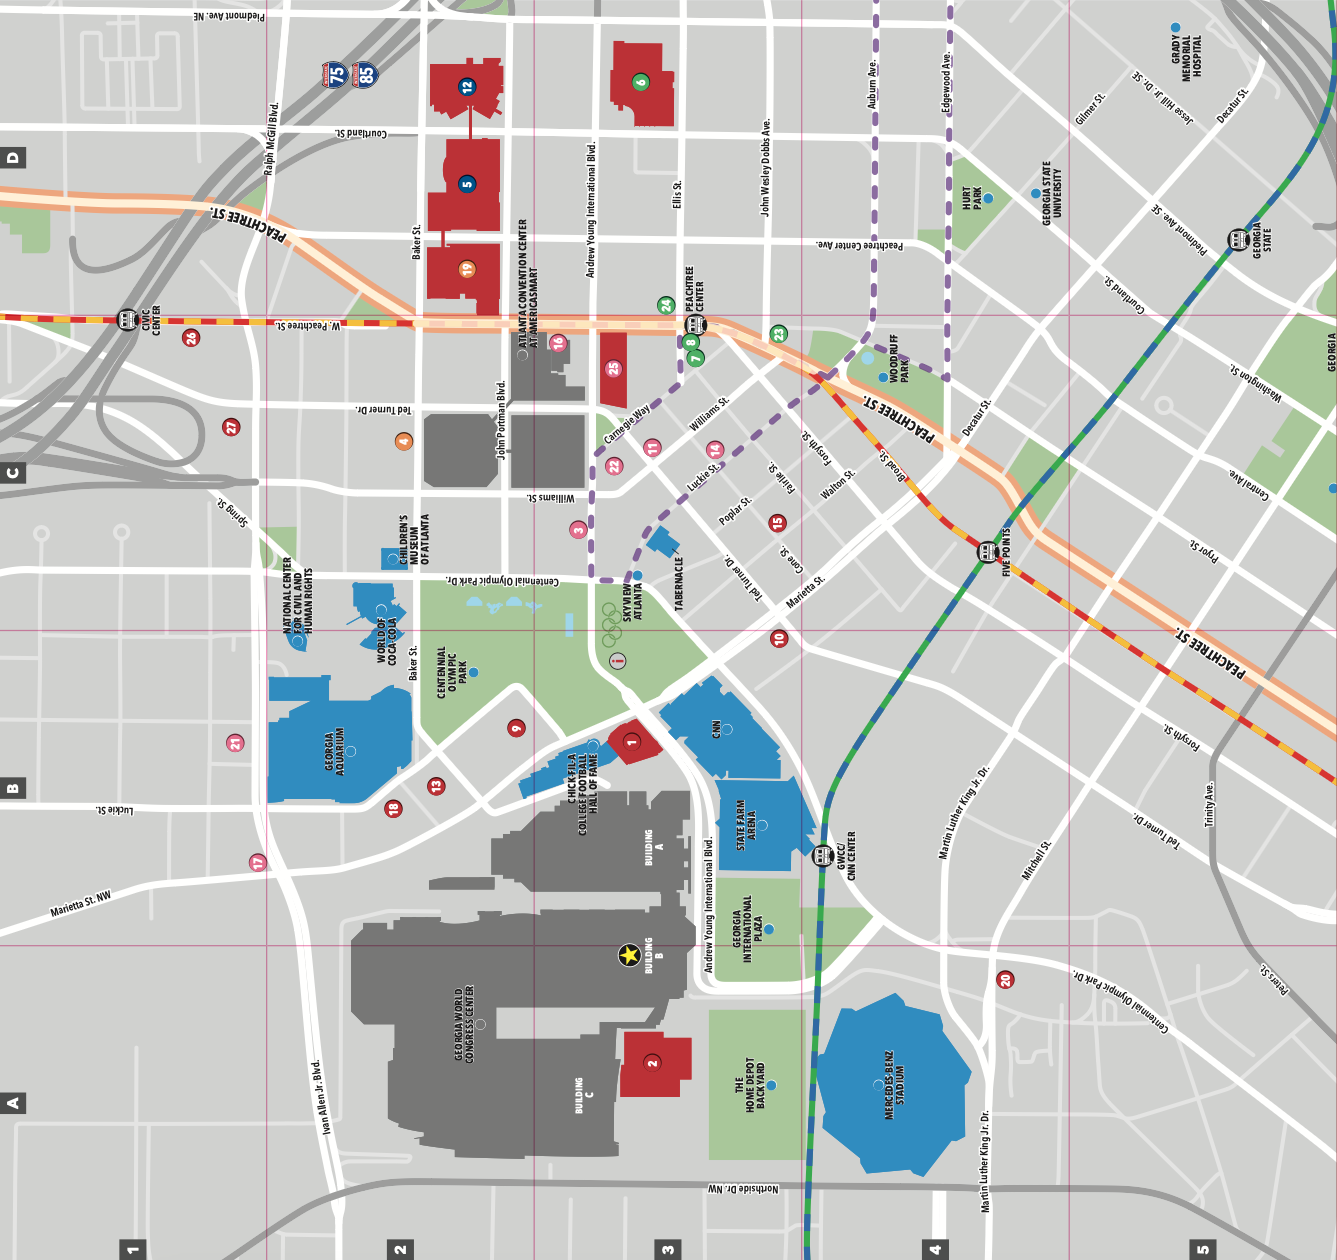 Piedmont Ave. NE
75
85
12
6
GRADY
MEMORIAL
HOSPITAL
Auburn Ave.
Edgewood Ave.
Jesse Hill Jr. Dr. SE
Gilmer St.
Decatur St.
Courtland St.
Ralph McGill Blvd.
D
5
Andrew Young International Blvd.
Ellis St.
John Wesley Dobbs Ave.
HURT
PARK
GEORGIA STATE
UNIVERSITY
PEACHTREE ST.
Baker St.
19
ATLANTA CONVENTION CENTER
AT AMERICASMART
Peachtree Center Ave.
Piedmont Ave. SE
GEORGIA
STATE
Courtland St.
CIVIC
CENTER
W. Peachtree St.
26
24
PEACHTREE
CENTER
16
8
7
23
25
WOODRUFF
PARK
GEORGIA
Washington St.
Ted Turner Dr.
John Portman Blvd.
27
4
Carnegie Way
Williams St.
PEACHTREE ST.
Decatur St.
C
22
11
14
Luckie St.
Forsyth St.
Fairlie St.
Walton St.
Broad St.
Central Ave.
Williams St.
Spring St.
Poplar St.
3
15
Pryor St.
CHILDREN'S
MUSEUM
OF ATLANTA
Centennial Olympic Park Dr.
NATIONAL CENTER
FOR CIVIL AND
HUMAN RIGHTS
SKYVIEW
ATLANTA
TABERNACLE
Ted Turner Dr.
Cone St.
Marietta St.
FIVE POINTS
WORLD OF
COCA-COLA
Baker St.
CENTENNIAL
OLYMPIC
PARK
i
10
PEACHTREE ST.
21
GEORGIA
AQUARIUM
9
1
CNN
Forsyth St.
B
Luckie St.
18
13
CHICK-FIL-A
COLLEGE FOOTBALL
HALL OF FAME
STATE FARM
ARENA
Martin Luther King Jr. Dr.
Trinity Ave.
Ted Turner Dr.
17
BUILDING
A
Andrew Young International Blvd.
GWCC/
CNN CENTER
Mitchell St.
Marietta St. NW
BUILDING
B
GEORGIA
INTERNATIONAL
PLAZA
20
Centennial Olympic Park Dr.
Peters St.
GEORGIA WORLD
CONGRESS CENTER
Ivan Allen Jr. Blvd.
A
BUILDING
C
2
THE
HOME DEPOT
BACKYARD
MERCEDES-BENZ
STADIUM
Martin Luther King Jr. Dr.
Northside Dr. NW
1
2
3
4
5